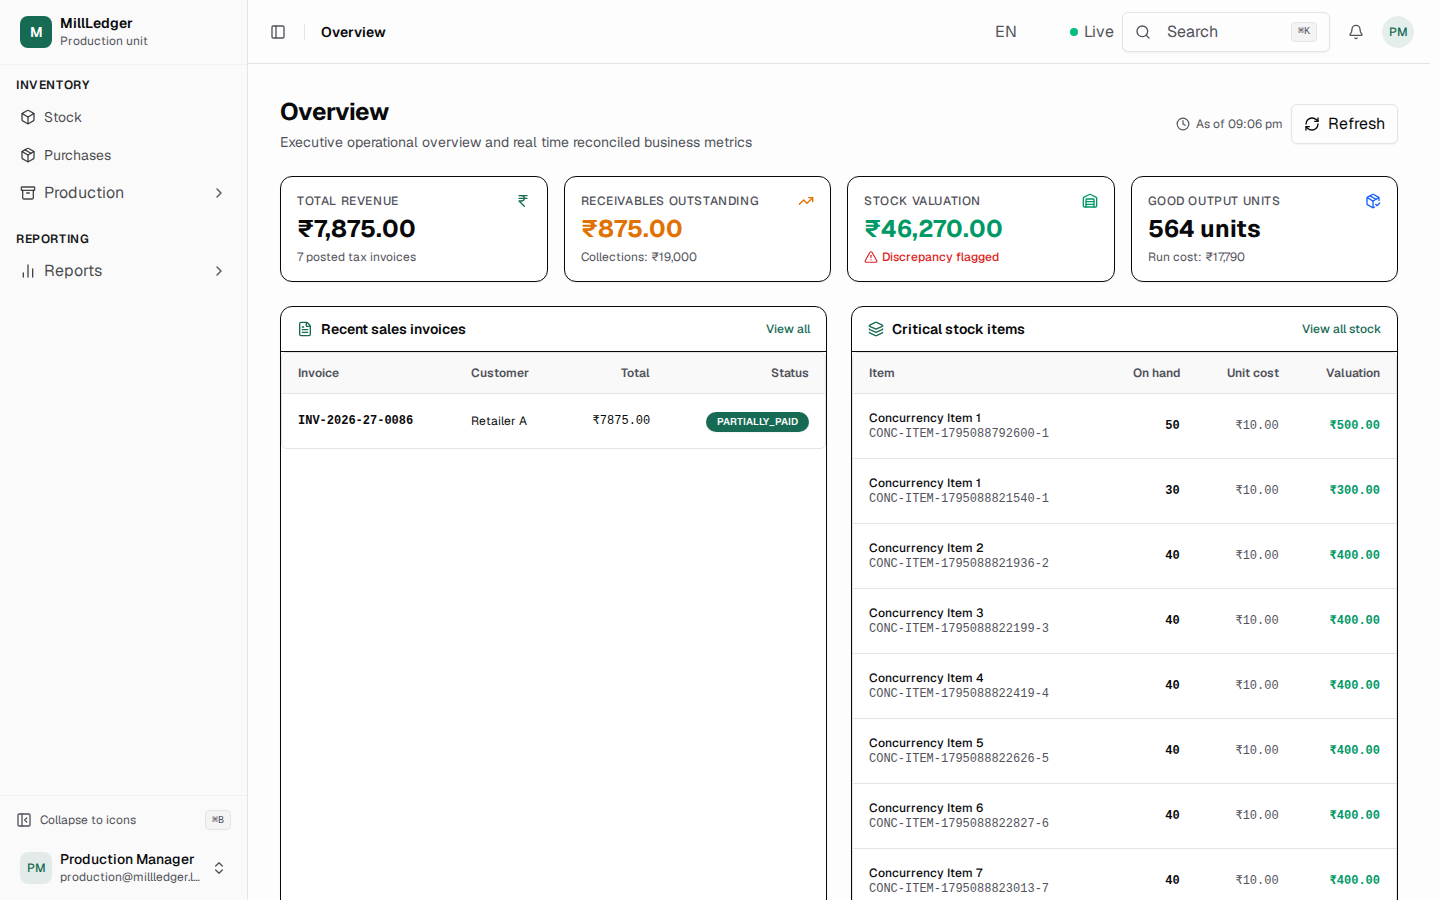 M
MillLedger
Production unit
INVENTORY
Stock
Purchases
Production
REPORTING
Reports
Collapse to icons ⌘B
PM
Production Manager
production@millledger.l...
Overview
EN
Live
Search ⌘K
PM
Overview
Executive operational overview and real time reconciled business metrics
As of 09:06 pm
Refresh
TOTAL REVENUE
₹7,875.00
7 posted tax invoices
RECEIVABLES OUTSTANDING
₹875.00
Collections: ₹19,000
STOCK VALUATION
₹46,270.00
Discrepancy flagged
GOOD OUTPUT UNITS
564 units
Run cost: ₹17,790
Recent sales invoices View all
Invoice Customer Total Status
INV-2026-27-0086 Retailer A ₹7875.00 PARTIALLY_PAID
Critical stock items View all stock
Item On hand Unit cost Valuation
Concurrency Item 1
CONC-ITEM-1795088792600-1 50 ₹10.00 ₹500.00
Concurrency Item 1
CONC-ITEM-1795088821540-1 30 ₹10.00 ₹300.00
Concurrency Item 2
CONC-ITEM-1795088821936-2 40 ₹10.00 ₹400.00
Concurrency Item 3
CONC-ITEM-1795088822199-3 40 ₹10.00 ₹400.00
Concurrency Item 4
CONC-ITEM-1795088822419-4 40 ₹10.00 ₹400.00
Concurrency Item 5
CONC-ITEM-1795088822626-5 40 ₹10.00 ₹400.00
Concurrency Item 6
CONC-ITEM-1795088822827-6 40 ₹10.00 ₹400.00
Concurrency Item 7
CONC-ITEM-1795088823013-7 40 ₹10.00 ₹400.00